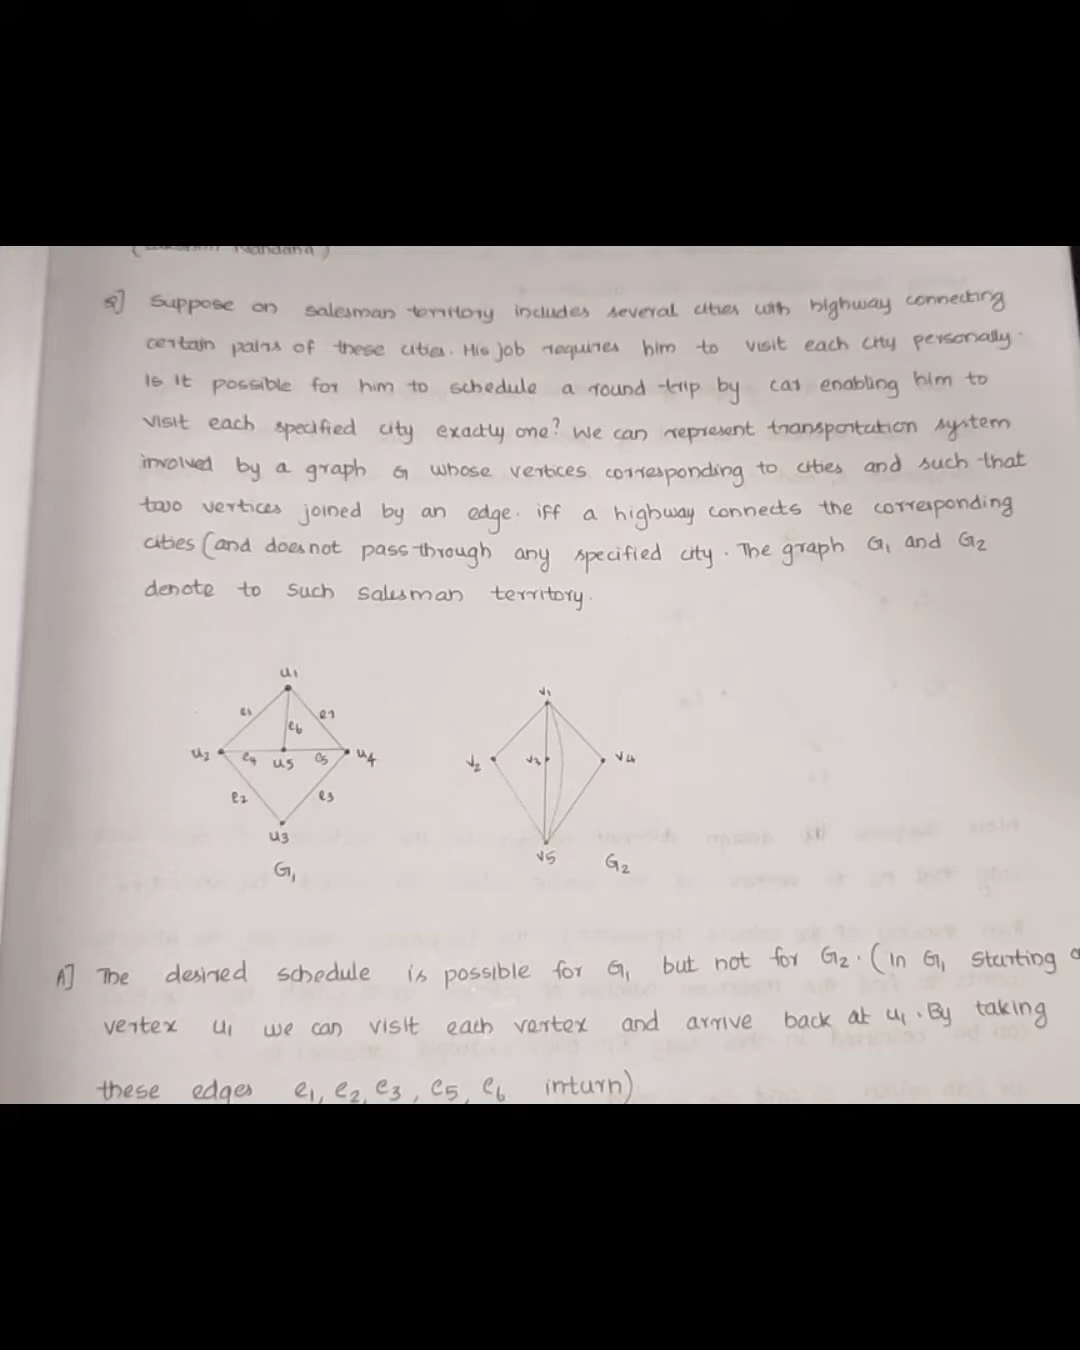 Nandana)
Q] Suppose on salesman territory includes several cities with highway connecting
certain pairs of these cities. His job requires him to visit each city personally.
Is it possible for him to schedule a round trip by car enabling him to
visit each specified city exactly one? We can represent transportation system
involved by a graph G whose vertices corresponding to cities and such that
two vertices joined by an edge. iff a highway connects the corresponding
cities (and does not pass through any specified city. The graph G1 and G2
denote to such salesman territory.
u1
e1 e6 e7
u2 e4 u5 e5 u4
e2 e3
u3
G1
v1
v2 v3 v4
v5
G2
A] The desired schedule is possible for G1 but not for G2. (In G1 starting
vertex u1 we can visit each vertex and arrive back at u1. By taking
these edges e1, e2, e3, e5, e6 inturn)